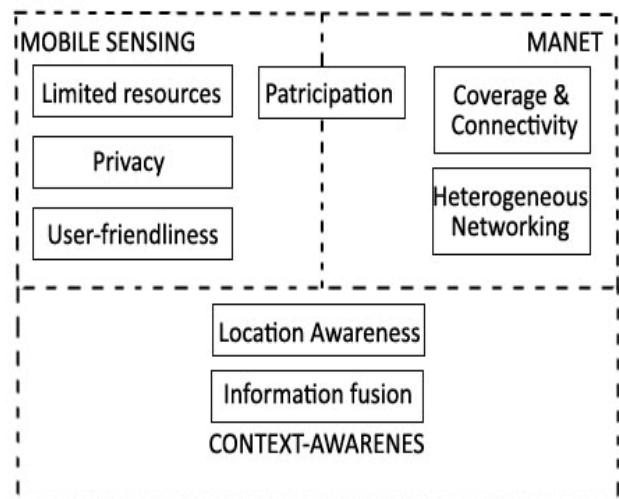 MOBILE SENSING
MANET
Limited resources
Patricipation
Coverage &
Connectivity
Privacy
Heterogeneous
Networking
User-friendliness
Location Awareness
Information fusion
CONTEXT-AWARENES